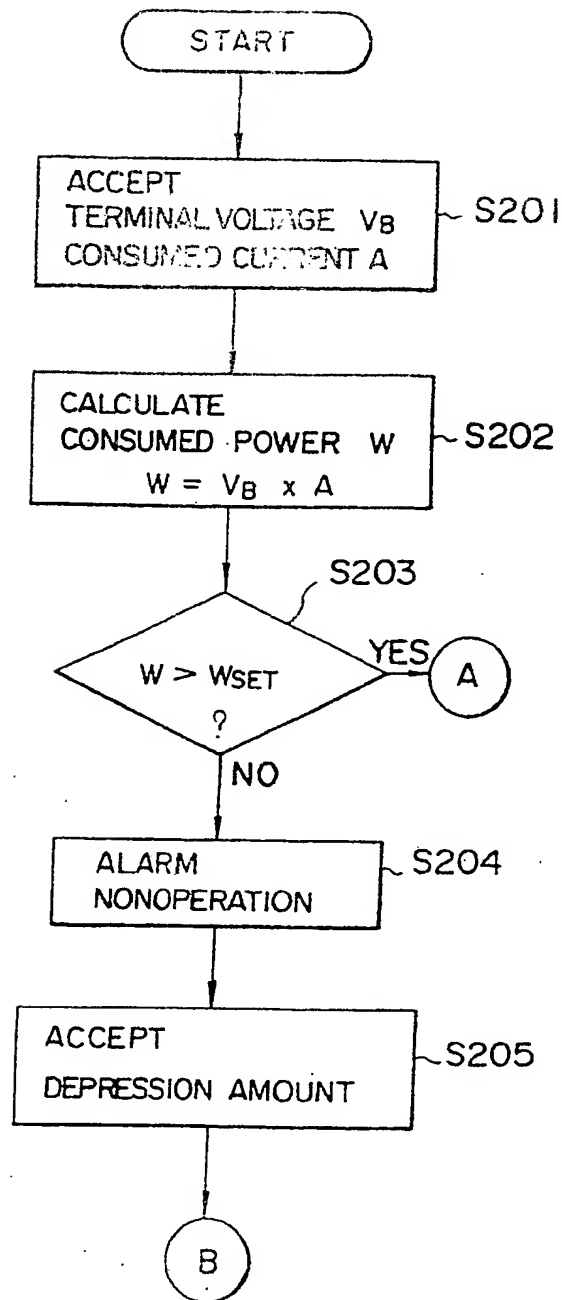 START
ACCEPT
TERMINAL VOLTAGE VB
CONSUMED CURRENT A
S201
CALCULATE
CONSUMED POWER W
W = VB x A
S202
S203
W > WSET
?
YES
A
NO
ALARM
NONOPERATION
S204
ACCEPT
DEPRESSION AMOUNT
S205
B